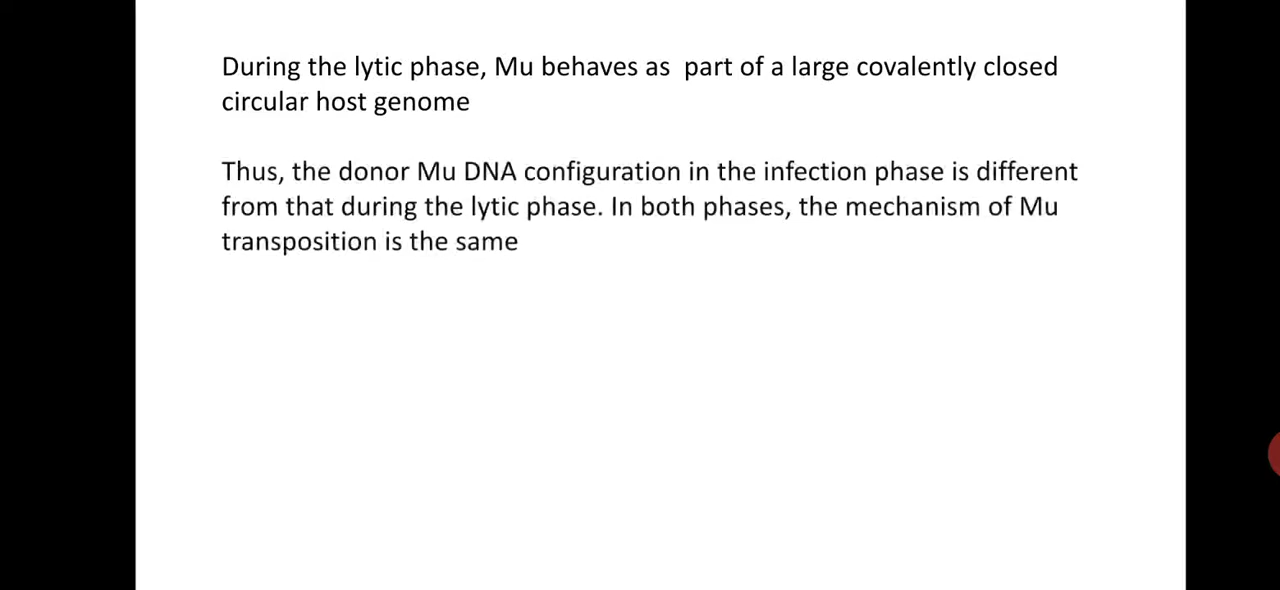 During the lytic phase, Mu behaves as  part of a large covalently closed
circular host genome
Thus, the donor Mu DNA configuration in the infection phase is different
from that during the lytic phase. In both phases, the mechanism of Mu
transposition is the same